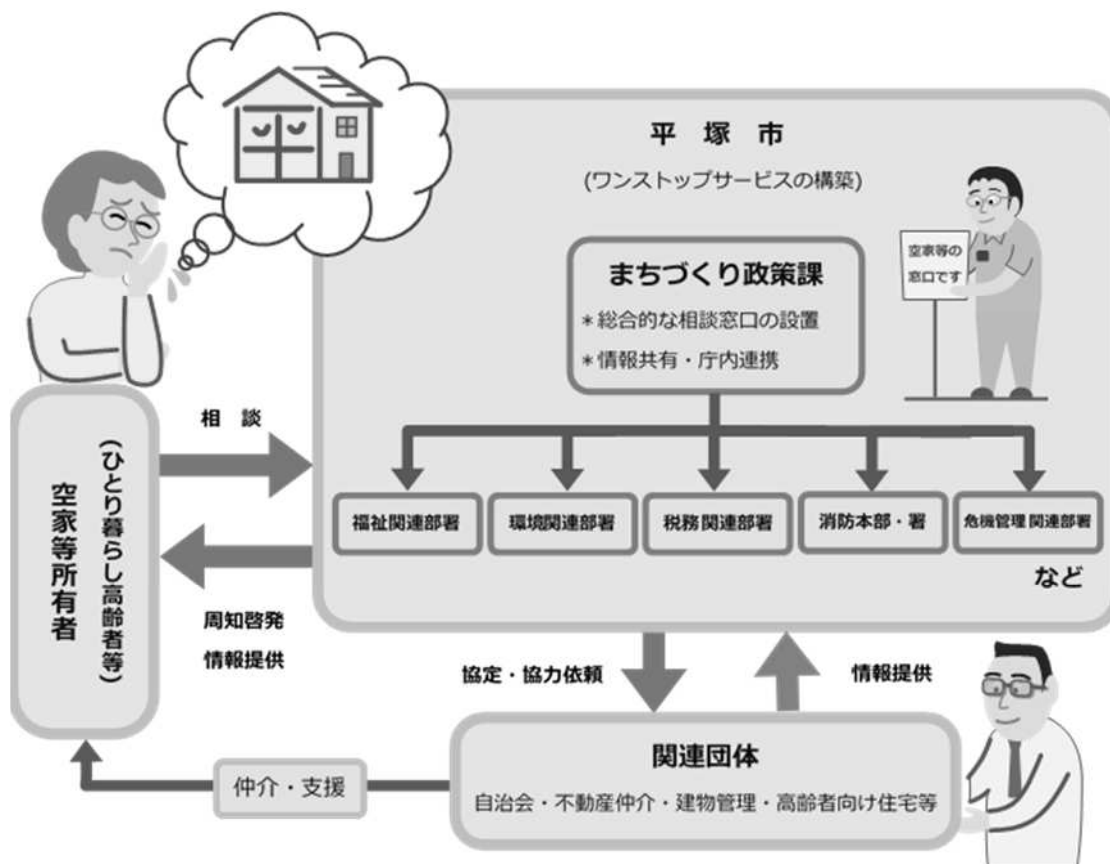 平　塚　市
(ワンストップサービスの構築)
空家等の
窓口です
まちづくり政策課
＊総合的な相談窓口の設置
＊情報共有・庁内連携
相　談
空家等所有者
(ひとり暮らし高齢者等)
福祉関連部署
環境関連部署
税務関連部署
消防本部・署
危機管理関連部署
など
周知啓発
情報提供
協定・協力依頼
情報提供
関連団体
自治会・不動産仲介・建物管理・高齢者向け住宅等
仲介・支援